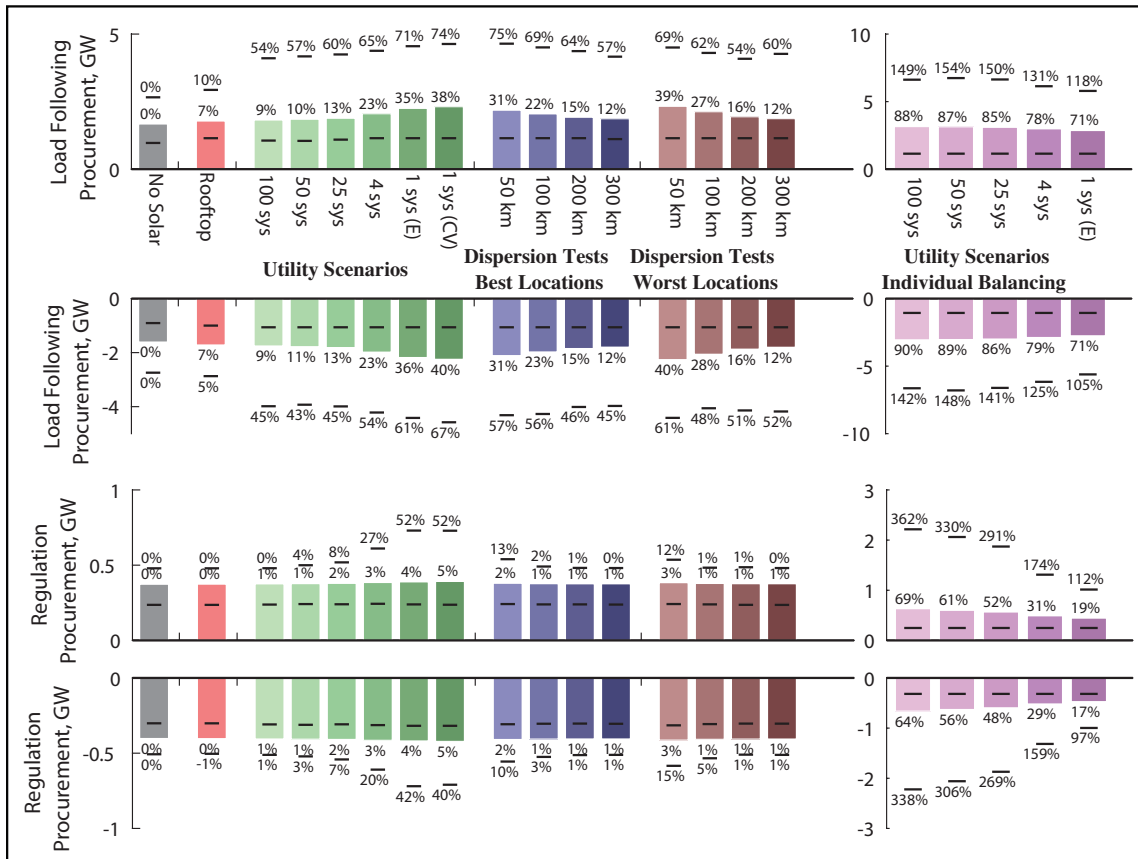 Load Following
Procurement, GW
5
0
54% 57% 60% 65% 71% 74% 75% 69% 64% 57% 69% 62% 54% 60%
0% 10%
0% 7% 9% 10% 13% 23% 35% 38% 31% 22% 15% 12% 39% 27% 16% 12%
10
5
0
149% 154% 150% 131% 118%
88% 87% 85% 78% 71%
No Solar
Rooftop
100 sys
50 sys
25 sys
4 sys
1 sys (E)
1 sys (CV)
50 km
100 km
200 km
300 km
50 km
100 km
200 km
300 km
100 sys
50 sys
25 sys
4 sys
1 sys (E)
Utility Scenarios
Dispersion Tests
Best Locations
Dispersion Tests
Worst Locations
Utility Scenarios
Individual Balancing
Load Following
Procurement, GW
0
-2
-4
0% 7% 9% 11% 13% 23% 36% 40% 31% 23% 15% 12% 40% 28% 16% 12%
0% 5% 45% 43% 45% 54% 61% 67% 57% 56% 46% 45% 61% 48% 51% 52%
0
-5
-10
90% 89% 86% 79% 71%
142% 148% 141% 125% 105%
Regulation
Procurement, GW
1
0.5
0
0% 0% 0% 4% 8% 27% 52% 52% 13% 2% 1% 0% 12% 1% 1% 0%
0% 0% 1% 1% 2% 3% 4% 5% 2% 1% 1% 1% 3% 1% 1% 1%
3
2
1
0
362% 330% 291% 174% 112%
69% 61% 52% 31% 19%
Regulation
Procurement, GW
0
-0.5
-1
0% 0% 1% 1% 2% 3% 4% 5% 2% 1% 1% 1% 3% 1% 1% 1%
0% -1% 1% 3% 7% 20% 42% 40% 10% 3% 1% 1% 15% 5% 1% 1%
0
-1
-2
-3
64% 56% 48% 29% 17%
338% 306% 269% 159% 97%